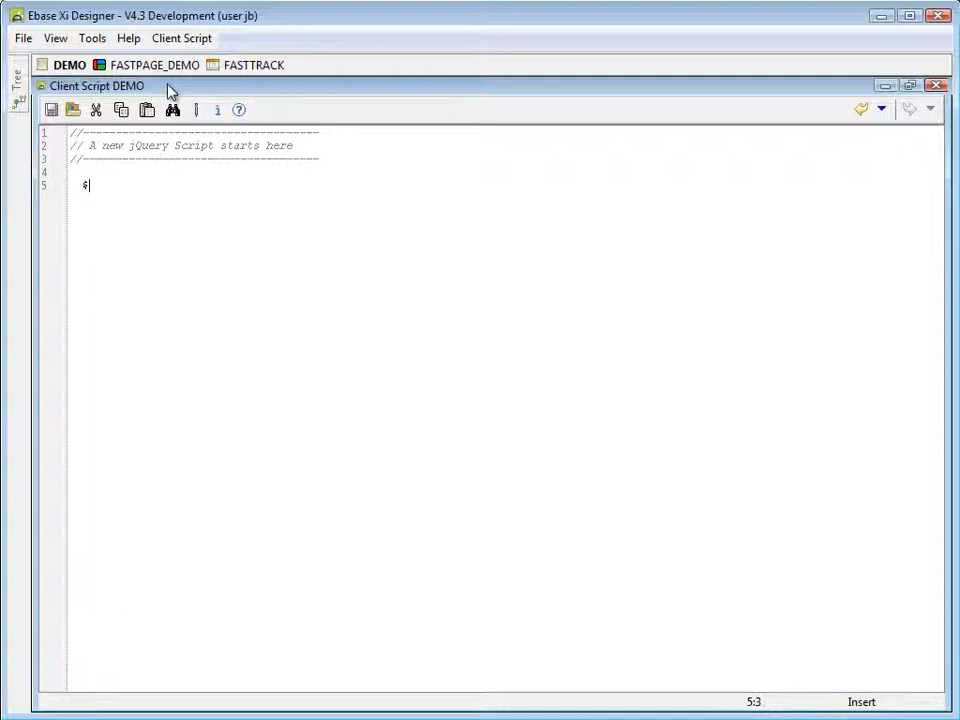 Ebase Xi Designer - V4.3 Development (user jb)
File View Tools Help Client Script
Tree
DEMO FASTPAGE_DEMO FASTTRACK
Client Script DEMO
1 //------------------------------------
2 // A new jQuery Script starts here
3 //------------------------------------
4
5 $
5:3 Insert